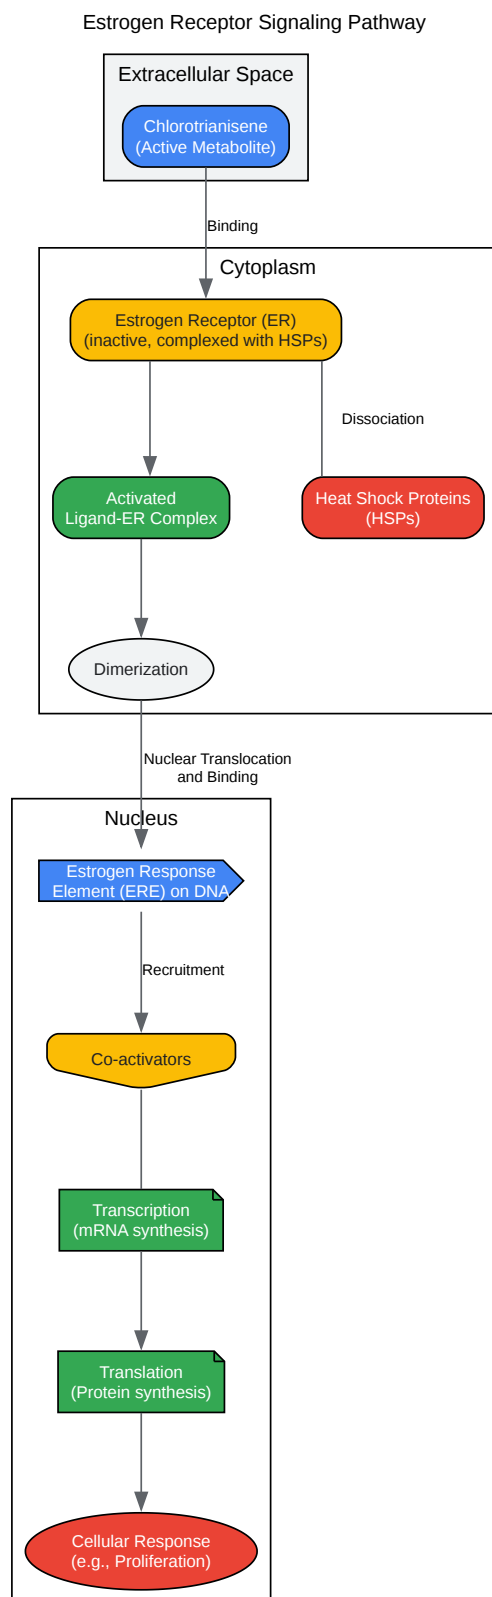 Estrogen Receptor Signaling Pathway
Extracellular Space
Chlorotrianisene
(Active Metabolite)
Binding
Cytoplasm
Estrogen Receptor (ER)
(inactive, complexed with HSPs)
Dissociation
Activated
Ligand-ER Complex
Heat Shock Proteins
(HSPs)
Dimerization
Nuclear Translocation
and Binding
Nucleus
Estrogen Response
Element (ERE) on DNA
Recruitment
Co-activators
Transcription
(mRNA synthesis)
Translation
(Protein synthesis)
Cellular Response
(e.g., Proliferation)